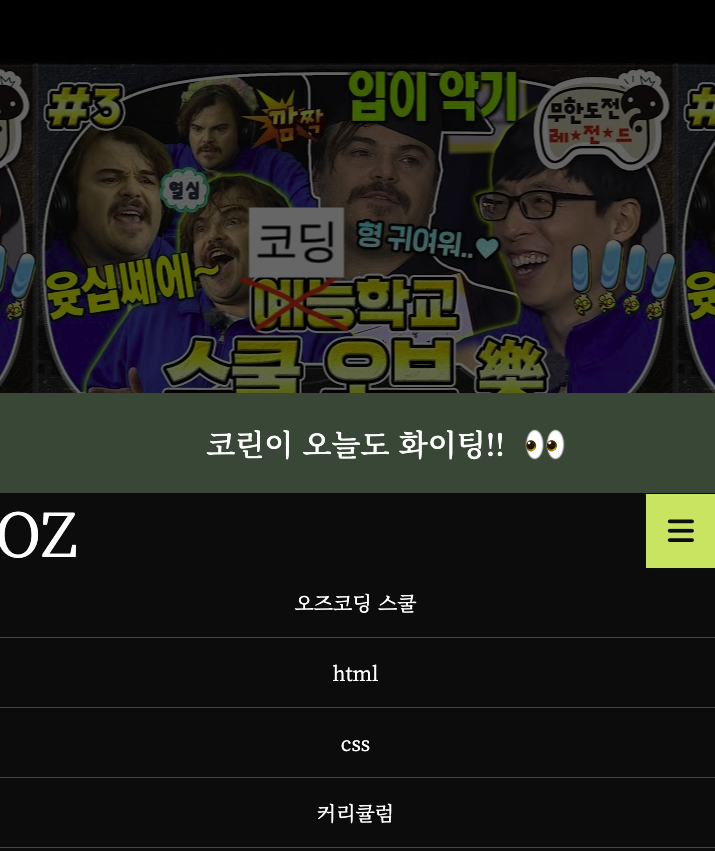 #3
깜짝
입이 악기
무한도전
레★전★드
열심
코딩
형 귀여워..♥
윳십쎄에~
예능학교
스쿨 오브 樂
코린이 오늘도 화이팅!! 👀
OZ
오즈코딩 스쿨
html
css
커리큘럼